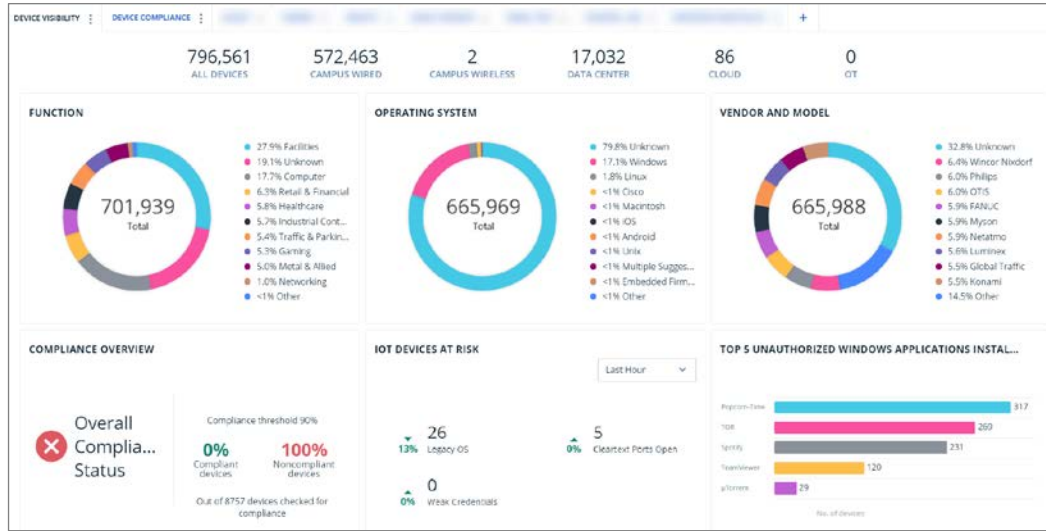 DEVICE VISIBILITY
DEVICE COMPLIANCE
+
796,561
ALL DEVICES
572,463
CAMPUS WIRED
2
CAMPUS WIRELESS
17,032
DATA CENTER
86
CLOUD
0
OT
FUNCTION
701,939
Total
27.9% Facilities
19.1% Unknown
17.7% Computer
6.3% Retail & Financial
5.8% Healthcare
5.7% Industrial Cont...
5.4% Traffic & Parkin...
5.3% Gaming
5.0% Metal & Allied
1.0% Networking
<1% Other
OPERATING SYSTEM
665,969
Total
79.8% Unknown
17.1% Windows
1.8% Linux
<1% Cisco
<1% Macintosh
<1% iOS
<1% Android
<1% Unix
<1% Multiple Sugges...
<1% Embedded Firm...
<1% Other
VENDOR AND MODEL
665,988
Total
32.8% Unknown
6.4% Wincor Nixdorf
6.0% Philips
6.0% OTIS
5.9% FANUC
5.9% Myson
5.9% Netatmo
5.6% Luminex
5.5% Global Traffic
5.5% Konami
14.5% Other
COMPLIANCE OVERVIEW
Overall
Complia...
Status
Compliance threshold 90%
0%
Compliant
devices
100%
Noncompliant
devices
Out of 8757 devices checked for
compliance
IOT DEVICES AT RISK
Last Hour
13%
26
Legacy OS
0%
5
Cleartext Ports Open
0%
0
Weak Credentials
TOP 5 UNAUTHORIZED WINDOWS APPLICATIONS INSTAL...
Popcorn-Time
317
TOR
260
Spotify
231
TeamViewer
120
µTorrent
29
No. of devices